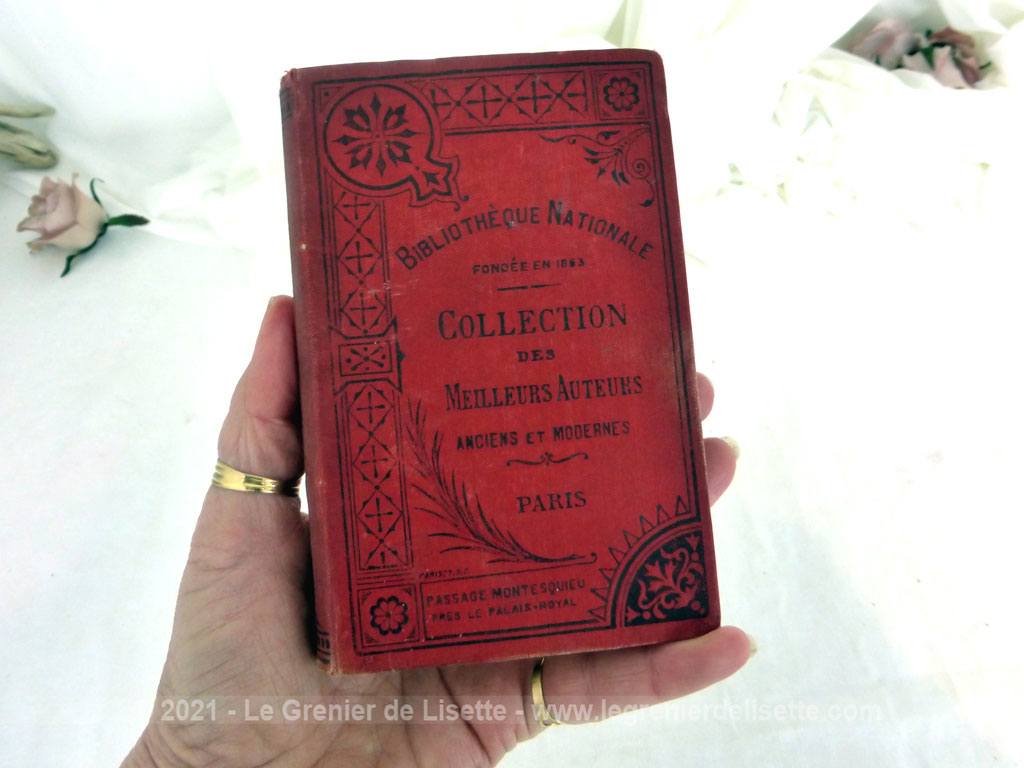 BIBLIOTHÈQUE NATIONALE
FONDÉE EN 1863
COLLECTION
DES
MEILLEURS AUTEURS
ANCIENS ET MODERNES
PARIS
PASSAGE MONTESQUIEU
PRÈS LE PALAIS-ROYAL
2021 - Le Grenier de Lisette - www.legrenierdelisette.com